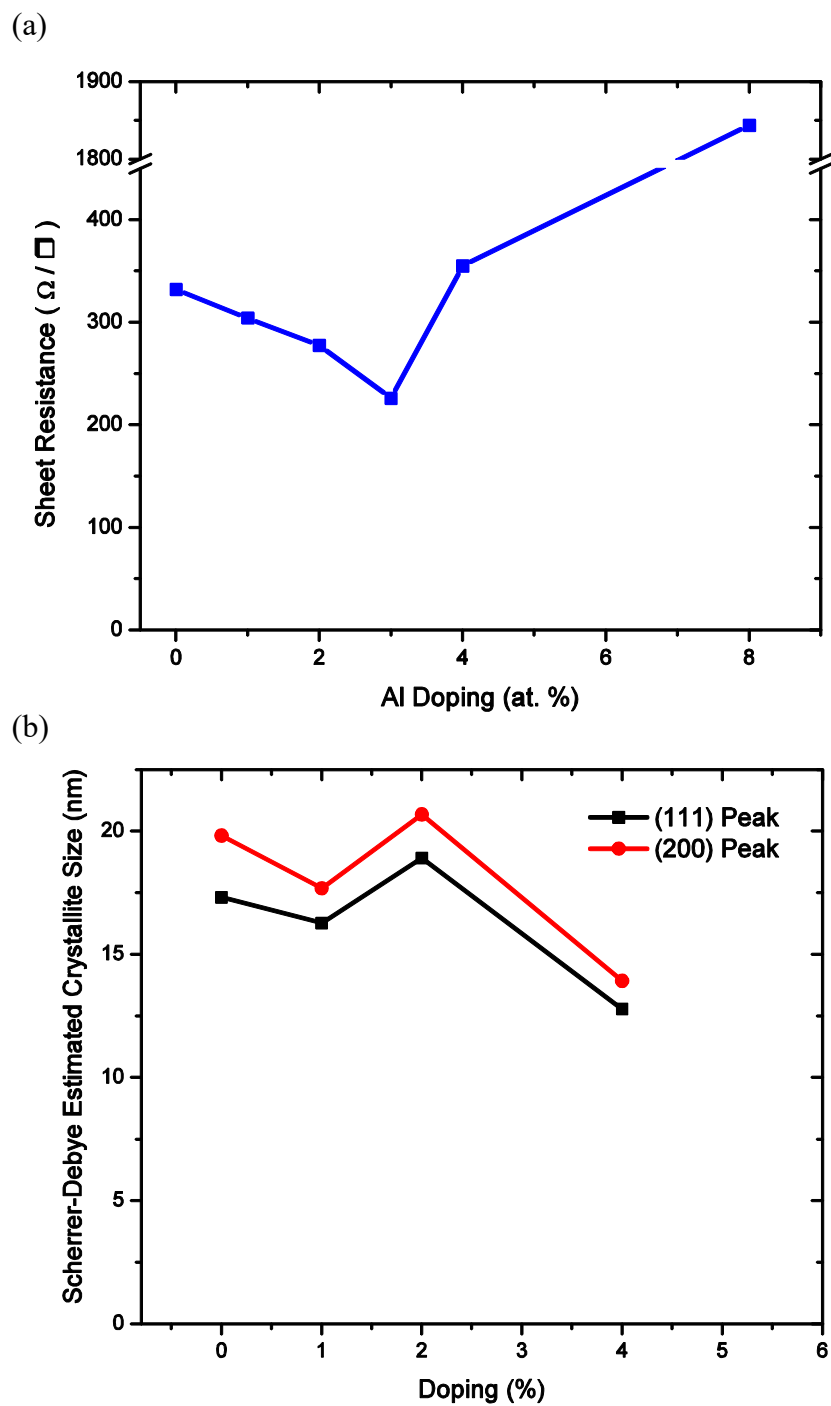 (a)
1900
1800
400
300
200
100
0
Sheet Resistance ( Ω / ❒ )
0 2 4 6 8
Al Doping (at. %)
(b)
(111) Peak
(200) Peak
20
15
10
5
0
Scherrer-Debye Estimated Crystallite Size (nm)
0 1 2 3 4 5 6
Doping (%)